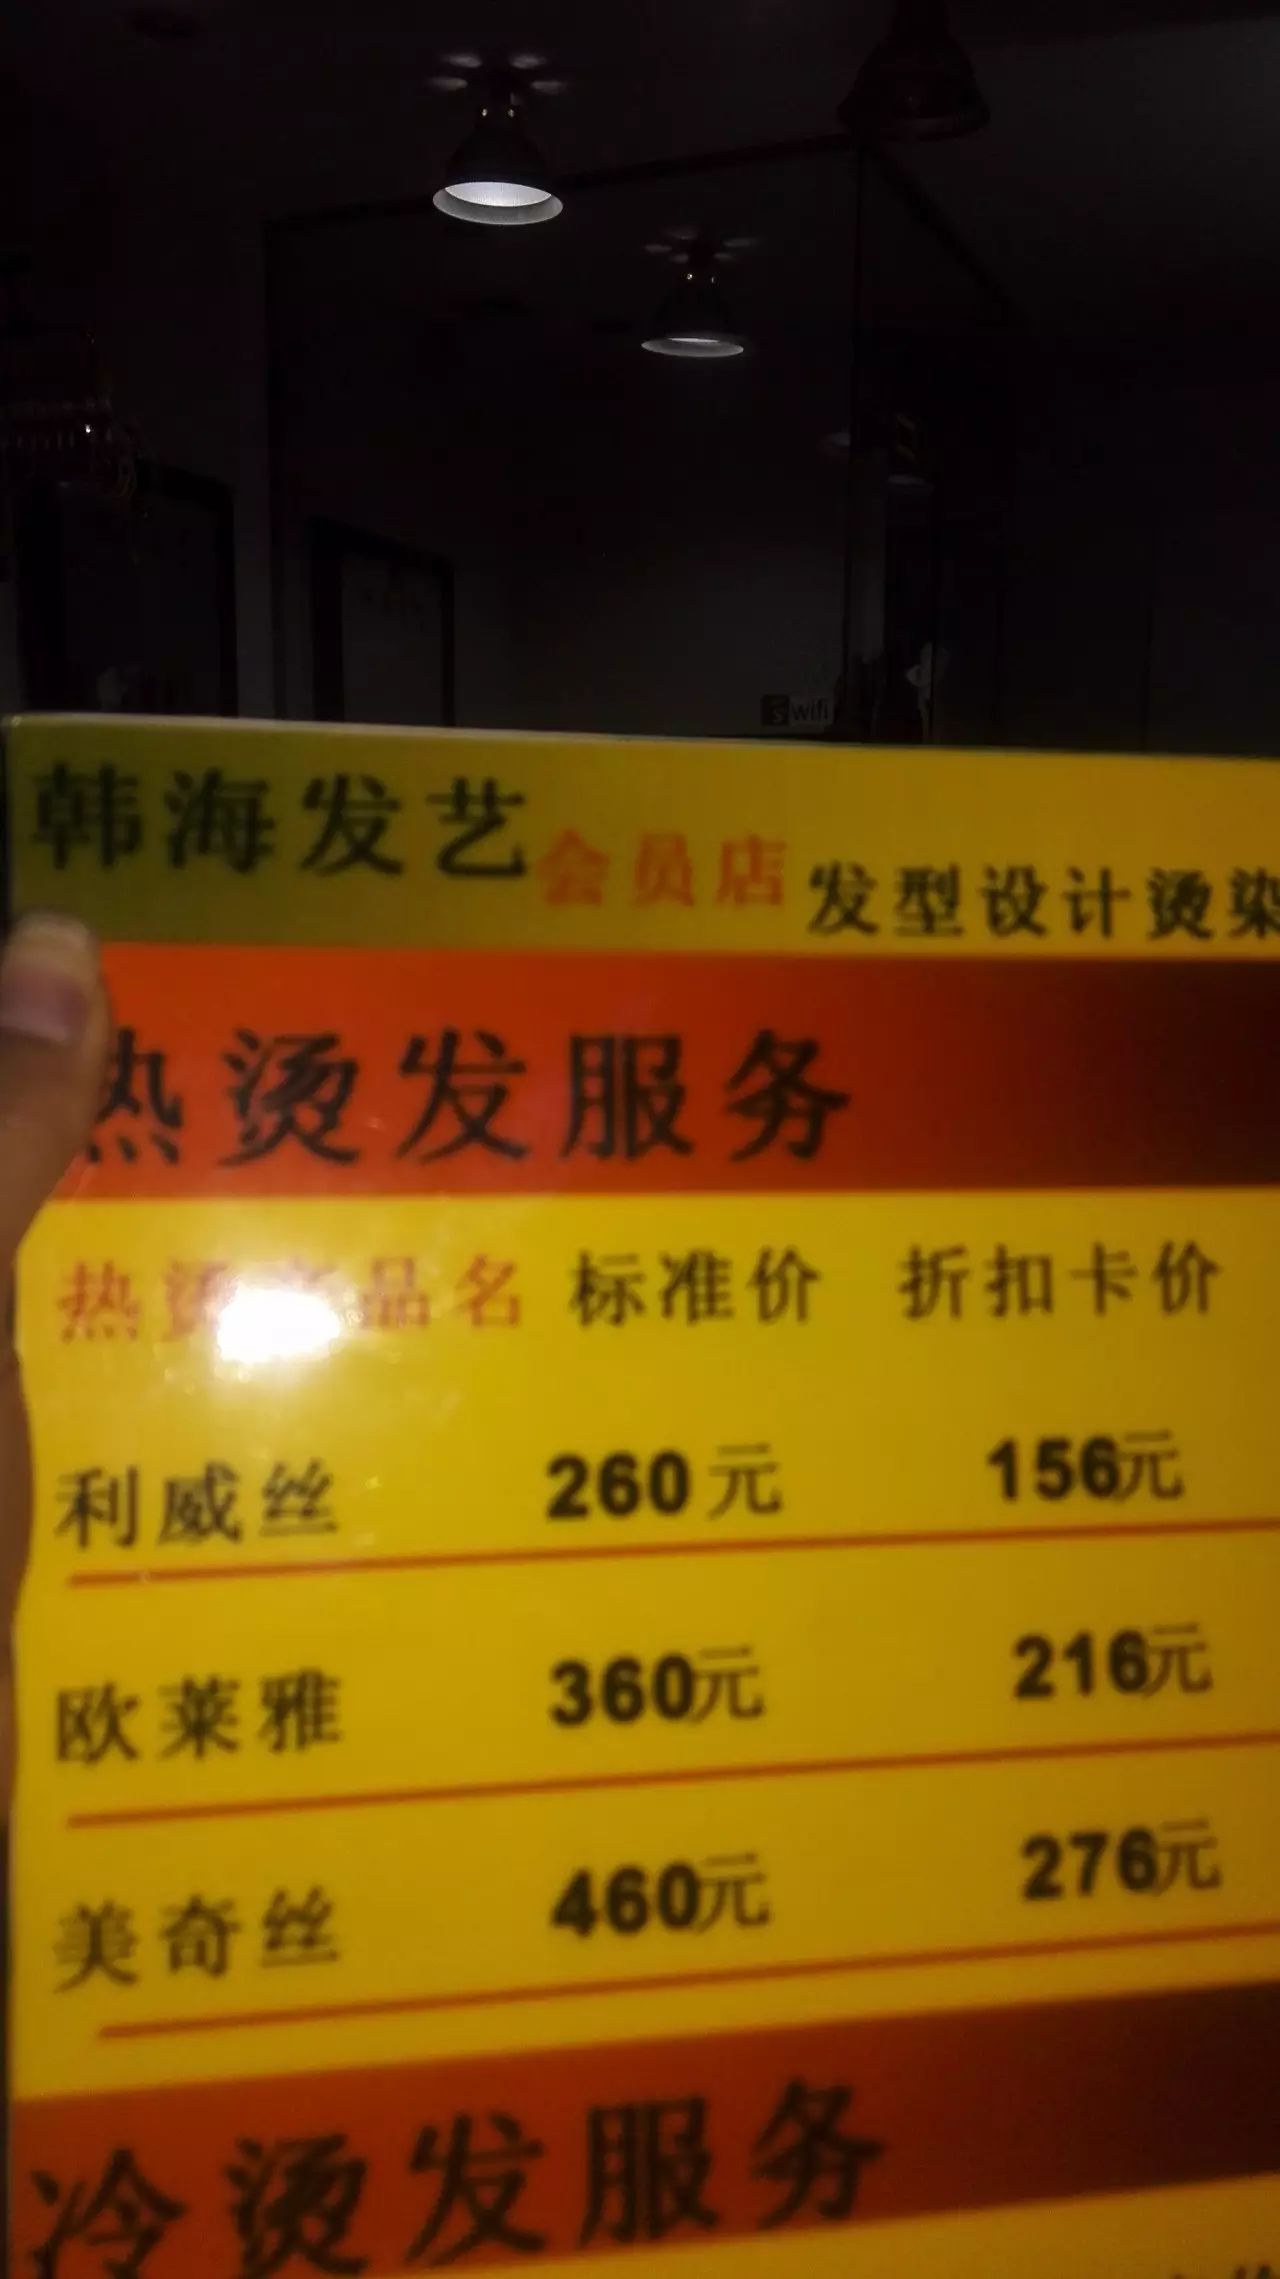 wifi
韩海发艺 会员店 发型设计烫染
热烫发服务
热烫产品名 标准价 折扣卡价
利威丝 260元 156元
欧莱雅 360元 216元
美奇丝 460元 276元
冷烫发服务